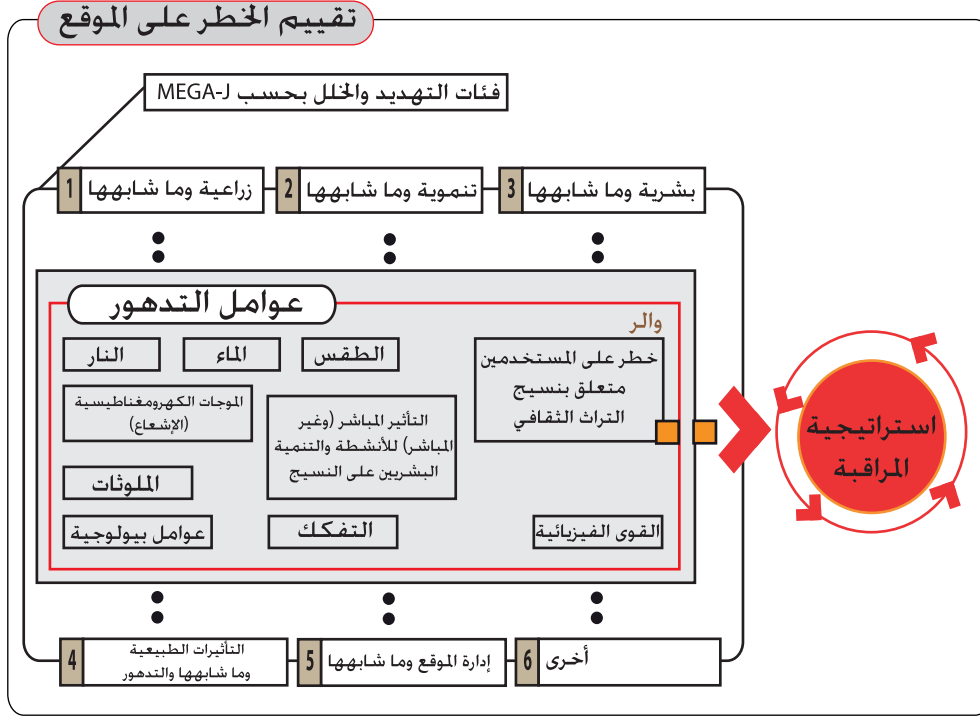 تقييم الخطر على الموقع
فئات التهديد والخلل بحسب MEGA-J
1 زراعية وما شابهها
2 تنموية وما شابهها
3 بشرية وما شابهها
عوامل التدهور
والر
النار
الماء
الطقس
خطر على المستخدمين
متعلق بنسيج
التراث الثقافي
الموجات الكهرومغناطيسية
(الإشعاع)
التأثير المباشر (وغير
المباشر) للأنشطة والتنمية
البشريين على النسيج
الملوثات
عوامل بيولوجية
التفكك
القوى الفيزيائية
استراتيجية
المراقبة
4 التأثيرات الطبيعية
وما شابهها والتدهور
5 إدارة الموقع وما شابهها
6 أخرى